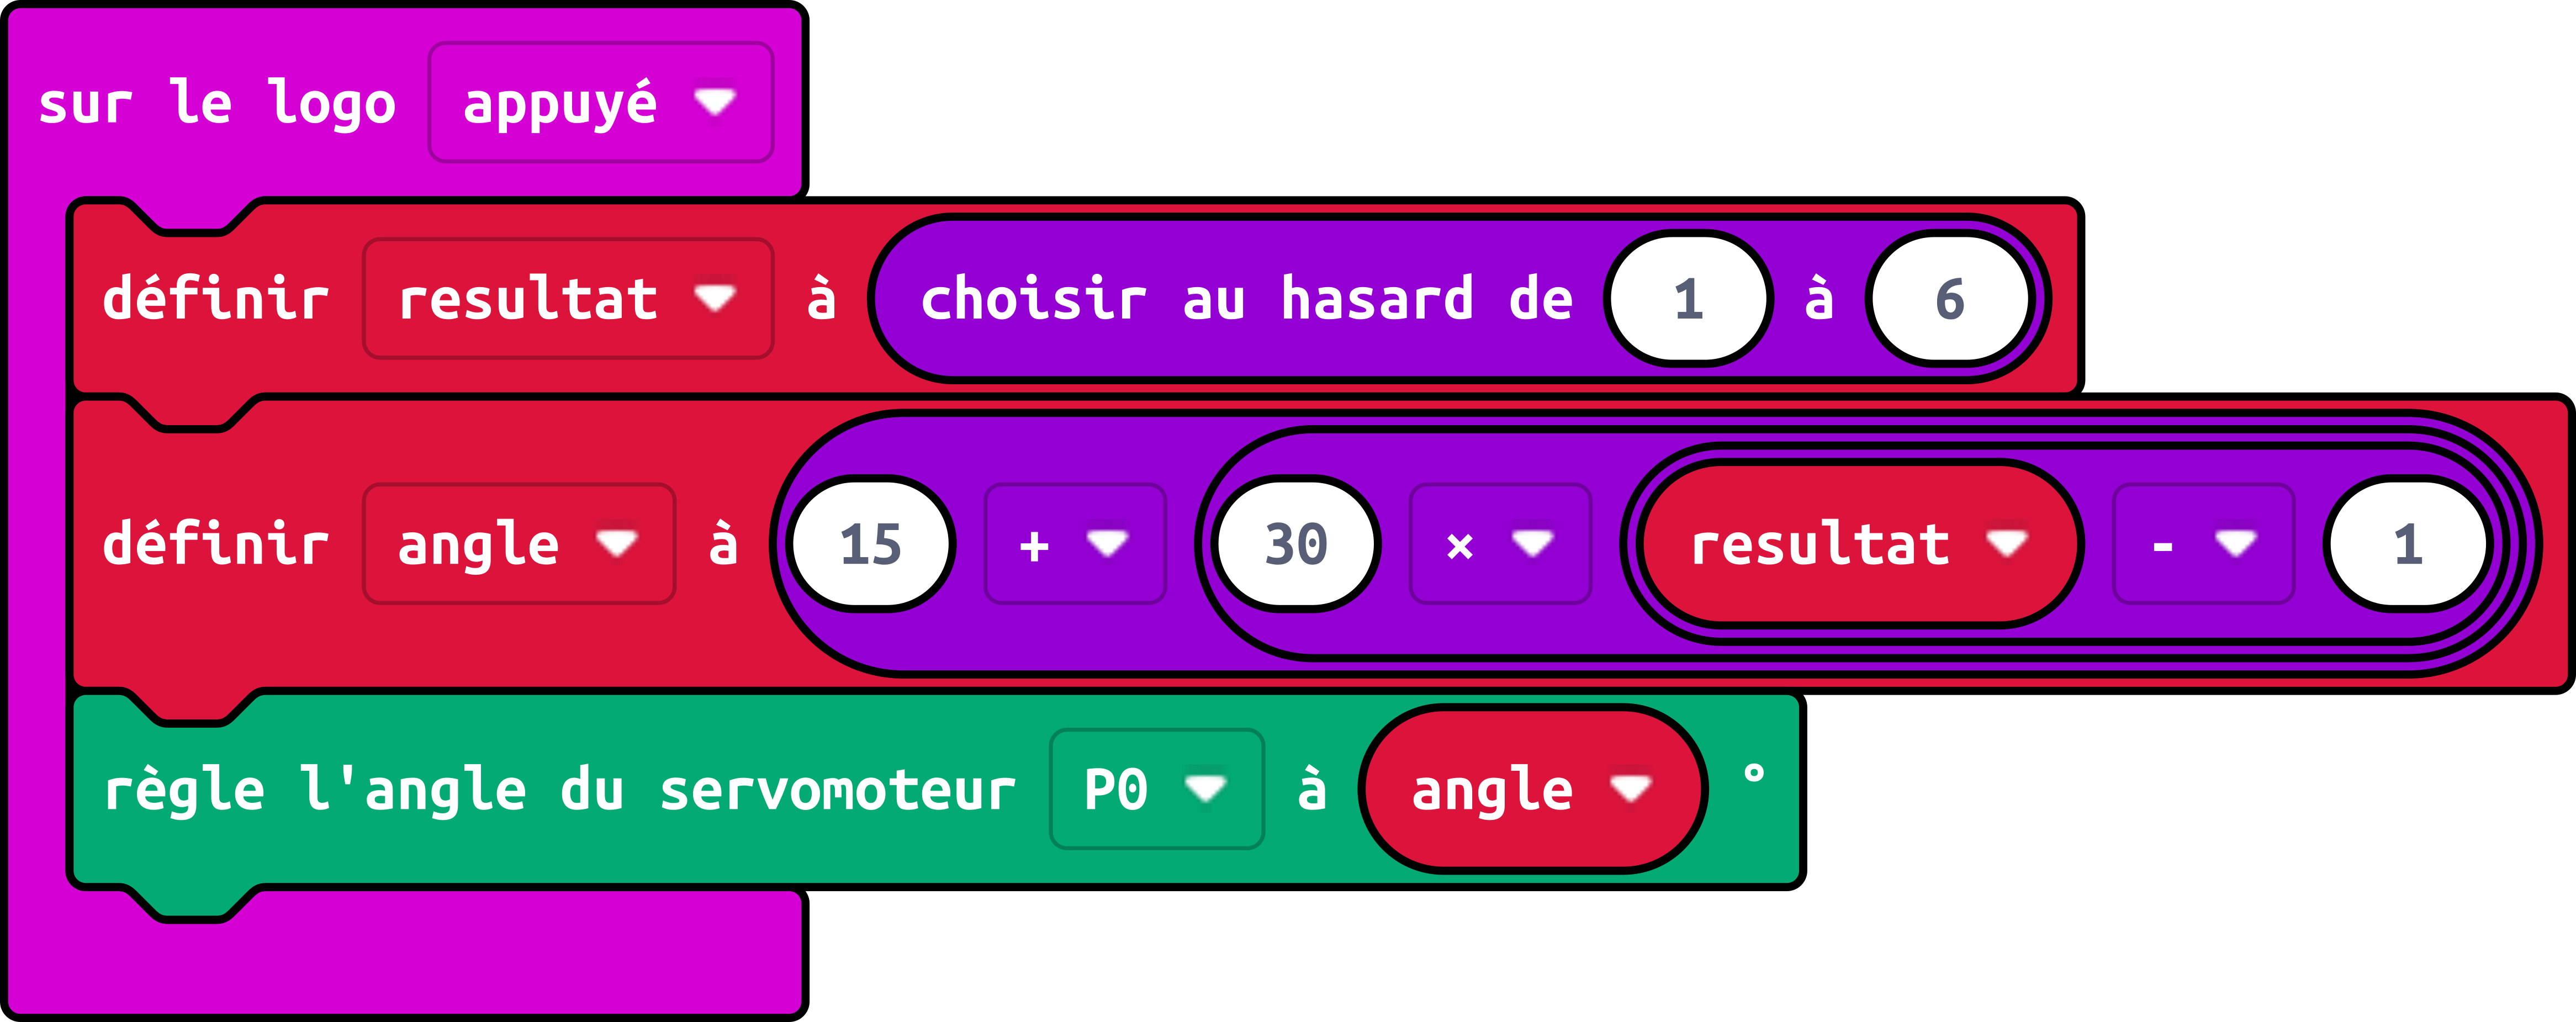 sur le logo appuyé
définir resultat à choisir au hasard de 1 à 6
définir angle à 15 + 30 × resultat - 1
règle l'angle du servomoteur P0 à angle °